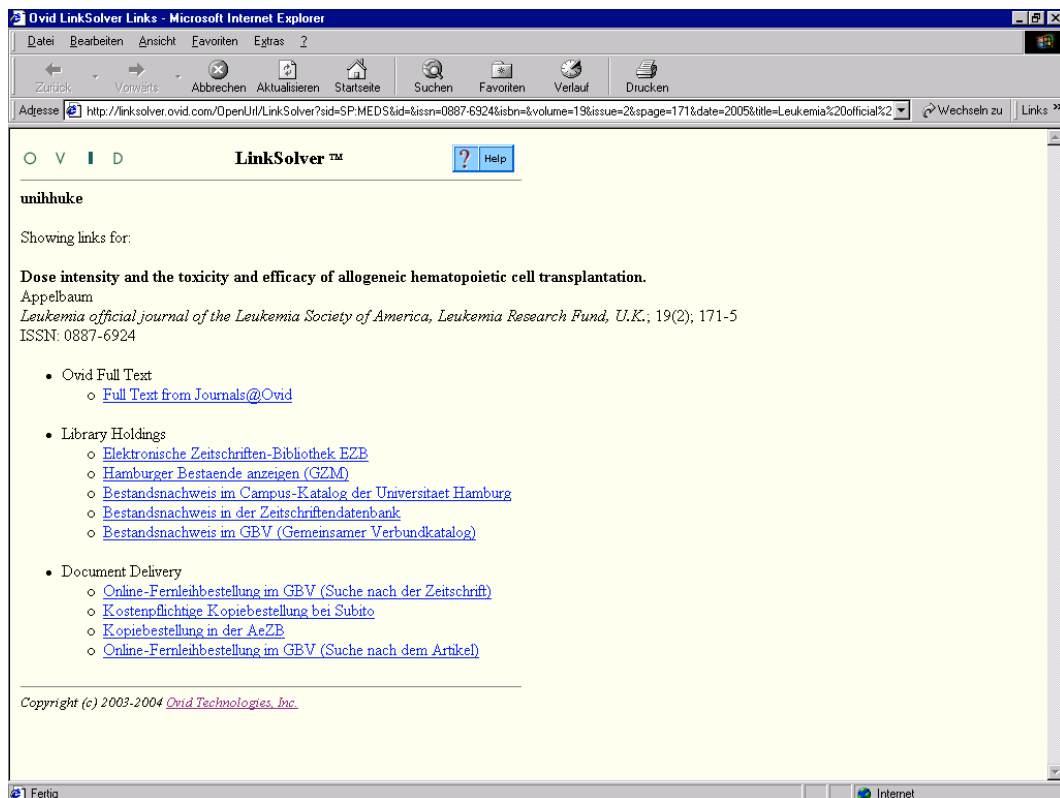 Ovid LinkSolver Links - Microsoft Internet Explorer
Datei Bearbeiten Ansicht Favoriten Extras ?
Zurück Vorwärts Abbrechen Aktualisieren Startseite Suchen Favoriten Verlauf Drucken
Adresse http://linksolver.ovid.com/OpenUrl/LinkSolver?sid=SP:MEDS&id=&issn=0887-6924&isbn=&volume=19&issue=2&spage=171&date=2005&title=Leukemia%20official%2 Wechseln zu Links »
O V I D LinkSolver ™ ? Help
unihhuke
Showing links for:
Dose intensity and the toxicity and efficacy of allogeneic hematopoietic cell transplantation.
Appelbaum
Leukemia official journal of the Leukemia Society of America, Leukemia Research Fund, U.K.; 19(2); 171-5
ISSN: 0887-6924
• Ovid Full Text
o Full Text from Journals@Ovid
• Library Holdings
o Elektronische Zeitschriften-Bibliothek EZB
o Hamburger Bestaende anzeigen (GZM)
o Bestandsnachweis im Campus-Katalog der Universitaet Hamburg
o Bestandsnachweis in der Zeitschriftendatenbank
o Bestandsnachweis im GBV (Gemeinsamer Verbundkatalog)
• Document Delivery
o Online-Fernleihbestellung im GBV (Suche nach der Zeitschrift)
o Kostenpflichtige Kopiebestellung bei Subito
o Kopiebestellung in der AeZB
o Online-Fernleihbestellung im GBV (Suche nach dem Artikel)
Copyright (c) 2003-2004 Ovid Technologies, Inc.
Fertig Internet